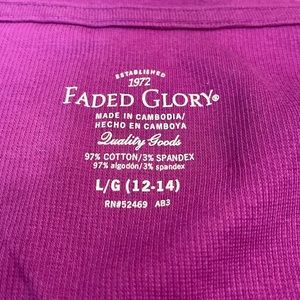 ESTABLISHED
1972
FADED GLORY®
MADE IN CAMBODIA/
HECHO EN CAMBOYA
Quality Goods
97% COTTON/3% SPANDEX
97% algodón/3% spandex
L/G (12-14)
RN#52469 AB3